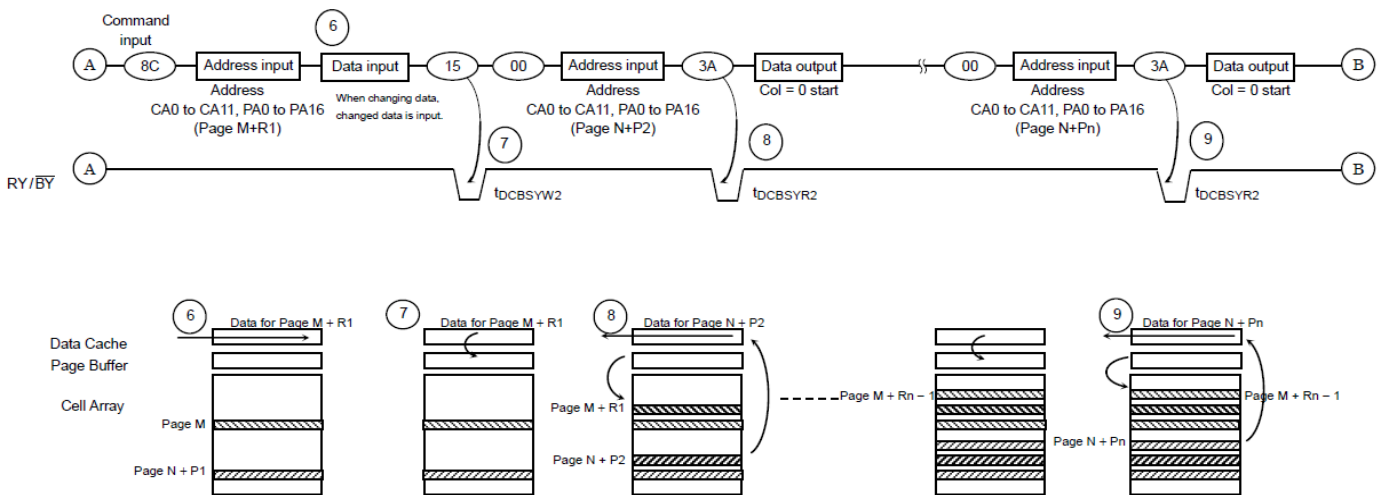 Command
input
6
A
8C
Address input
Data input
15
00
Address input
3A
Data output
00
Address input
3A
Data output
B
Address
CA0 to CA11, PA0 to PA16
(Page M+R1)
When changing data,
changed data is input.
Address
CA0 to CA11, PA0 to PA16
(Page N+P2)
Col = 0 start
Address
CA0 to CA11, PA0 to PA16
(Page N+Pn)
Col = 0 start
7
8
9
RY/BY
A
B
tDCBSYW2
tDCBSYR2
tDCBSYR2
6
Data for Page M + R1
7
Data for Page M + R1
8
Data for Page N + P2
9
Data for Page N + Pn
Data Cache
Page Buffer
Cell Array
Page M
Page N + P1
Page M + R1
Page N + P2
Page M + Rn − 1
Page N + Pn
Page M + Rn − 1